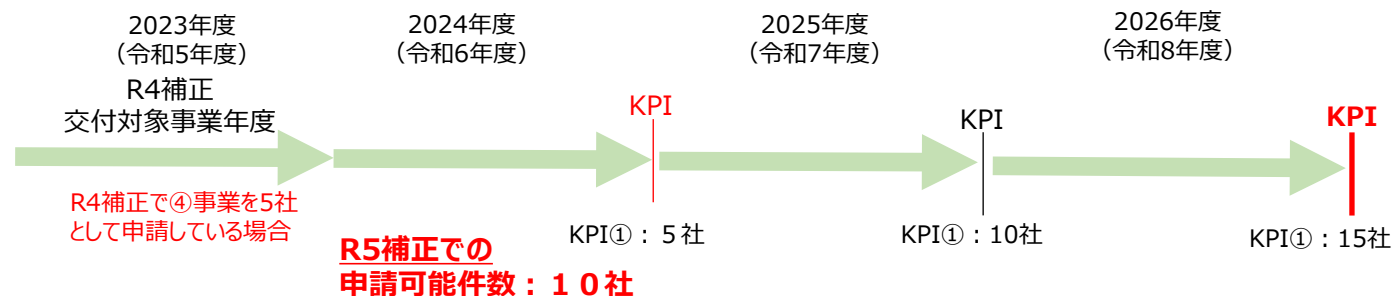 2023年度
（令和5年度）
2024年度
（令和6年度）
2025年度
（令和7年度）
2026年度
（令和8年度）
R4補正
交付対象事業年度
KPI
KPI
KPI
R4補正で④事業を5社
として申請している場合
R5補正での
申請可能件数：１０社
KPI①：５社
KPI①：10社
KPI①：15社